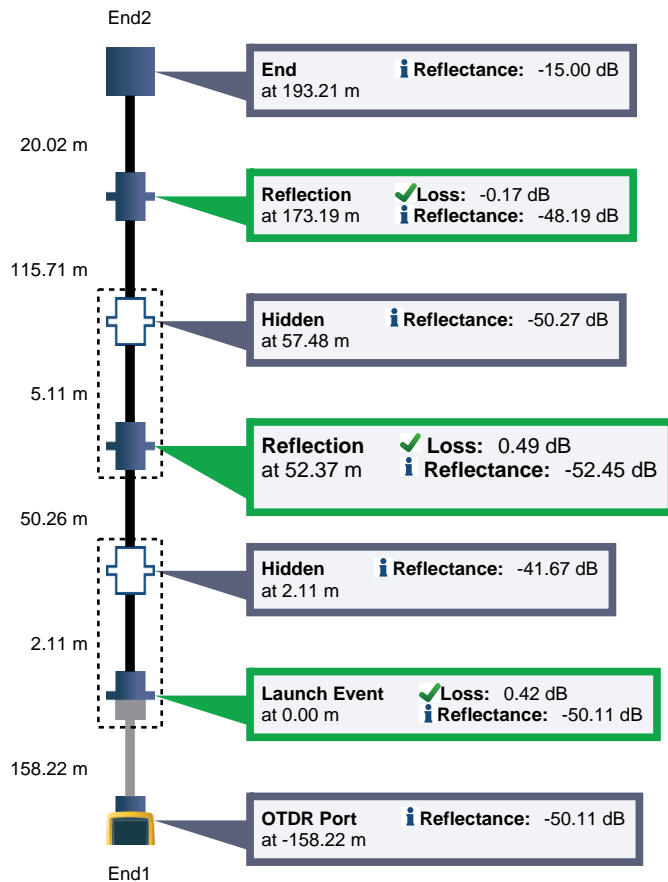 End2
End Reflectance: -15.00 dB
at 193.21 m
20.02 m
Reflection Loss: -0.17 dB
at 173.19 m Reflectance: -48.19 dB
115.71 m
Hidden Reflectance: -50.27 dB
at 57.48 m
5.11 m
Reflection Loss: 0.49 dB
at 52.37 m Reflectance: -52.45 dB
50.26 m
Hidden Reflectance: -41.67 dB
at 2.11 m
2.11 m
Launch Event Loss: 0.42 dB
at 0.00 m Reflectance: -50.11 dB
158.22 m
OTDR Port Reflectance: -50.11 dB
at -158.22 m
End1